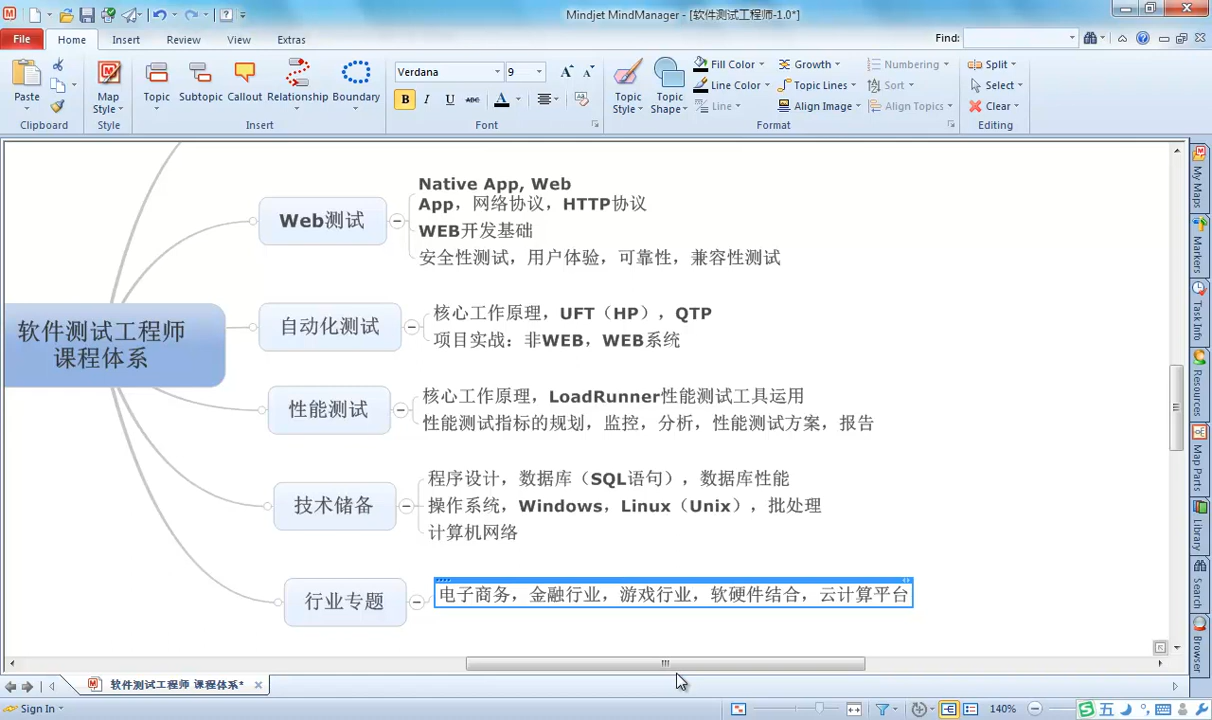 Mindjet MindManager - [软件测试工程师-1.0*]
File Home Insert Review View Extras Find:
Paste Map Style Topic Subtopic Callout Relationship Boundary Verdana 9 Topic Style Topic Shape Fill Color Growth Numbering Split
Line Color Topic Lines Sort Select
B I U abc A Line Align Image Align Topics Clear
Clipboard Style Insert Font Format Editing
My Maps
Markers
Task Info
Resources
Map Parts
Library
Search
Browser
软件测试工程师
课程体系
Web测试
Native App, Web
App，网络协议，HTTP协议
WEB开发基础
安全性测试，用户体验，可靠性，兼容性测试
自动化测试
核心工作原理，UFT（HP），QTP
项目实战：非WEB，WEB系统
性能测试
核心工作原理，LoadRunner性能测试工具运用
性能测试指标的规划，监控，分析，性能测试方案，报告
技术储备
程序设计，数据库（SQL语句），数据库性能
操作系统，Windows，Linux（Unix），批处理
计算机网络
行业专题
电子商务，金融行业，游戏行业，软硬件结合，云计算平台
软件测试工程师 课程体系*
Sign In 140% 五